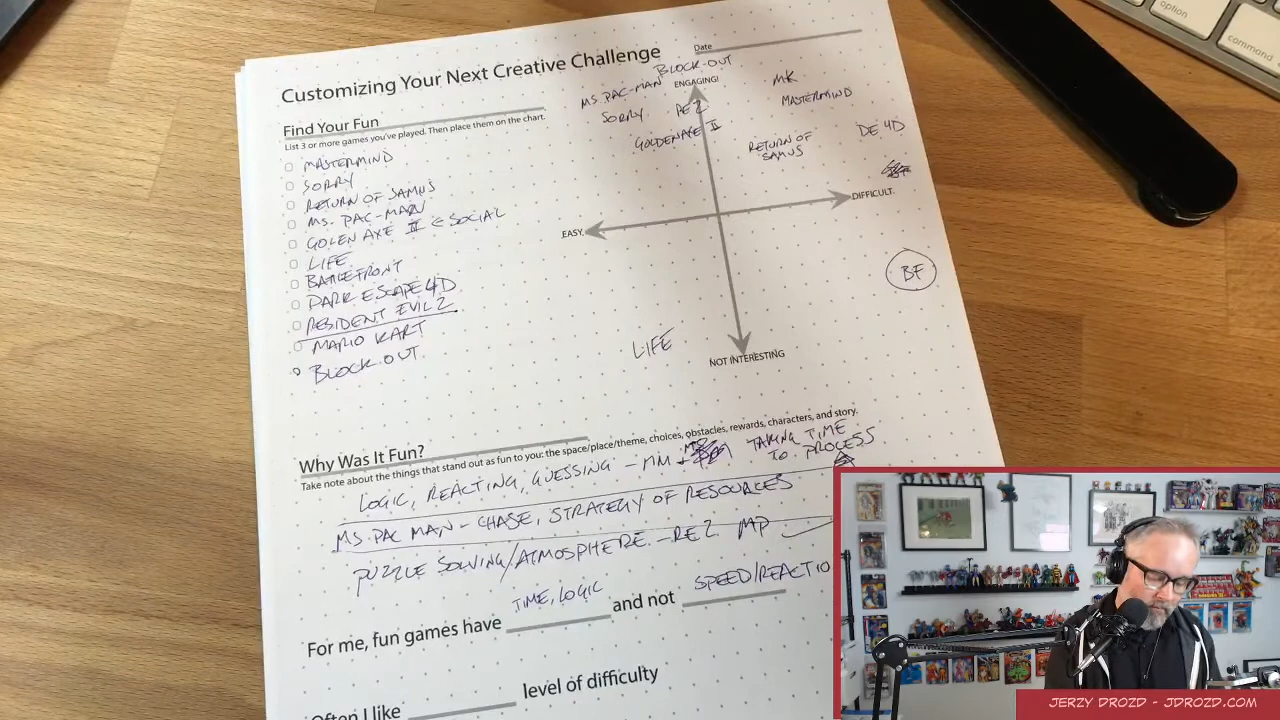 option
command
Customizing Your Next Creative Challenge
Date
Find Your Fun
List 3 or more games you've played. Then place them on the chart.
MASTERMIND
SORRY
RETURN OF SAMUS
MS. PAC-MAN
GOLEN AXE II ∈ SOCIAL
LIFE
BATTLEFRONT
DARK ESCAPE 4D
RESIDENT EVIL 2
MARIO KART
BLOCK OUT
BLOCK-OUT
MS. PAC-MAN
ENGAGING!
MK
SORRY
RE2
MASTERMIND
GOLDENAXE II
RETURN OF
SAMUS
DE 4D
DIFFICULT.
EASY.
BF
LIFE
NOT INTERESTING
Why Was It Fun?
Take note about the things that stand out as fun to you: the space/place/theme, choices, obstacles, rewards, characters, and story.
LOGIC, REACTING, GUESSING - MM +
TAKING TIME
TO PROCESS
MS. PAC MAN - CHASE, STRATEGY OF RESOURCES
PUZZLE SOLVING/ATMOSPHERE. - RE2 MP
For me, fun games have TIME, LOGIC and not SPEED/REACTIO
Often I like level of difficulty
JERZY DROZD - JDROZD.COM